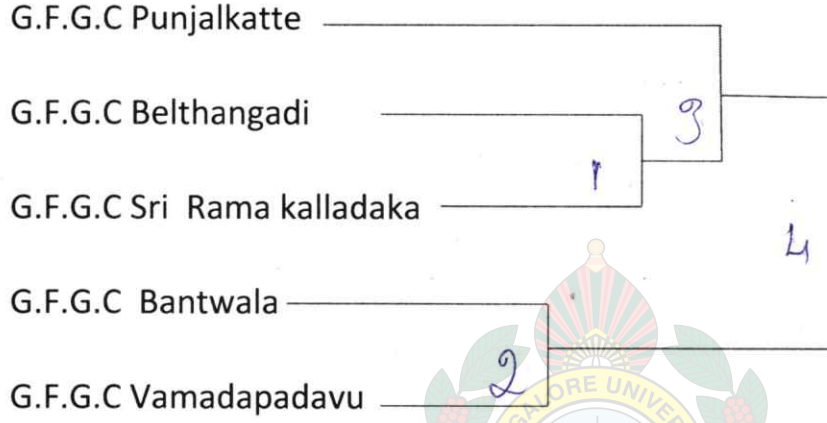 G.F.G.C Punjalkatte
G.F.G.C Belthangadi
3
1
G.F.G.C Sri Rama kalladaka
4
G.F.G.C Bantwala
2
G.F.G.C Vamadapadavu